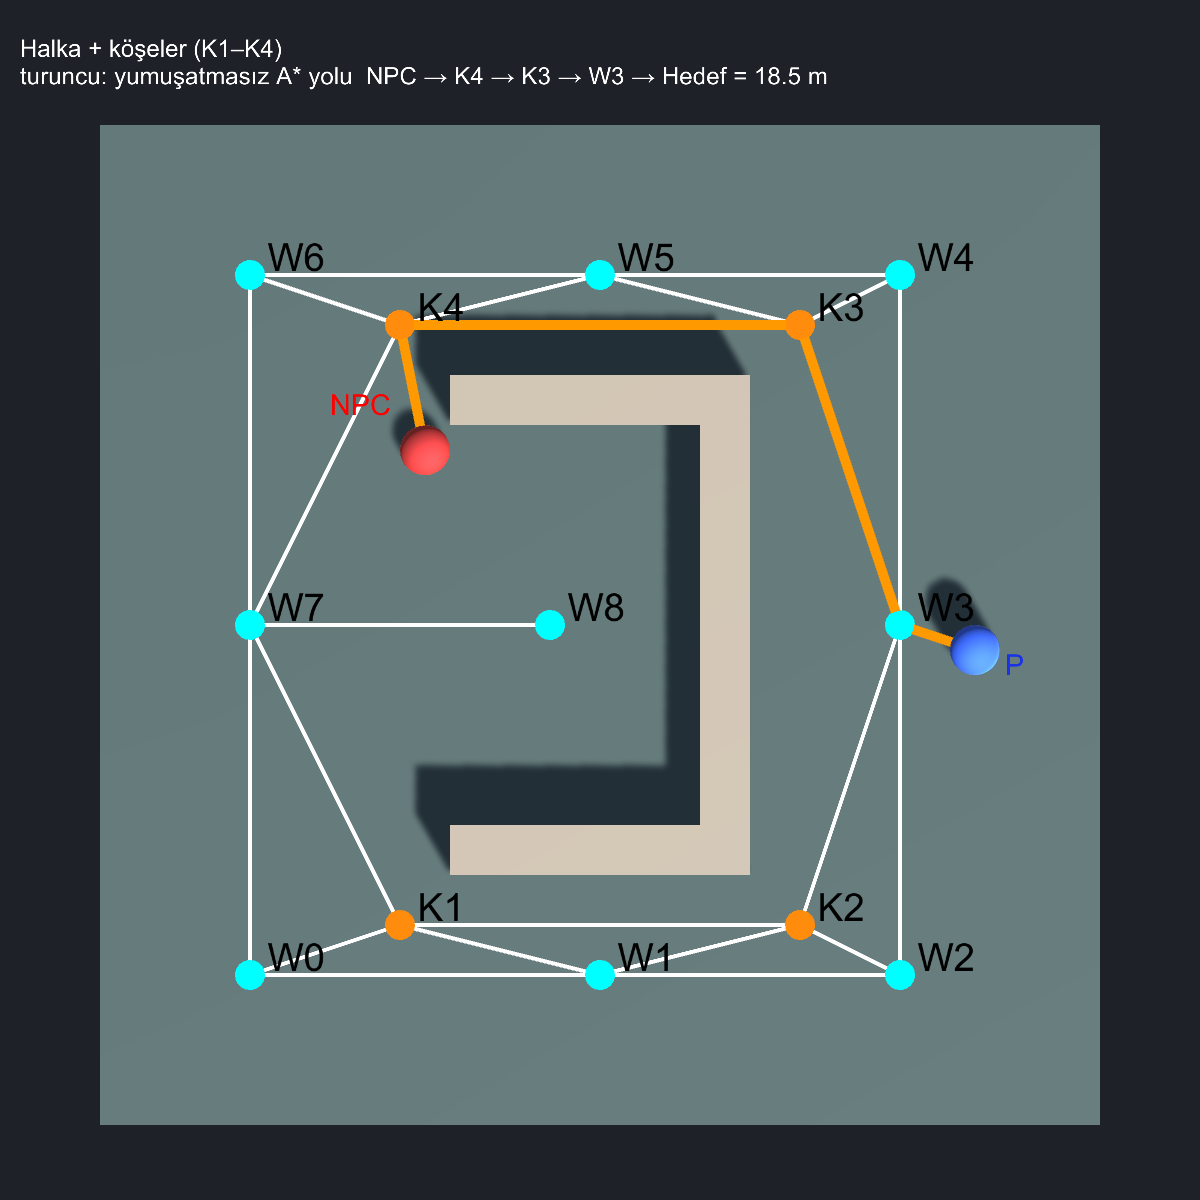 Halka + köşeler (K1–K4)
turuncu: yumuşatmasız A* yolu  NPC → K4 → K3 → W3 → Hedef = 18.5 m
W6
W5
W4
K4
K3
NPC
W7
W8
W3
P
K1
K2
W0
W1
W2